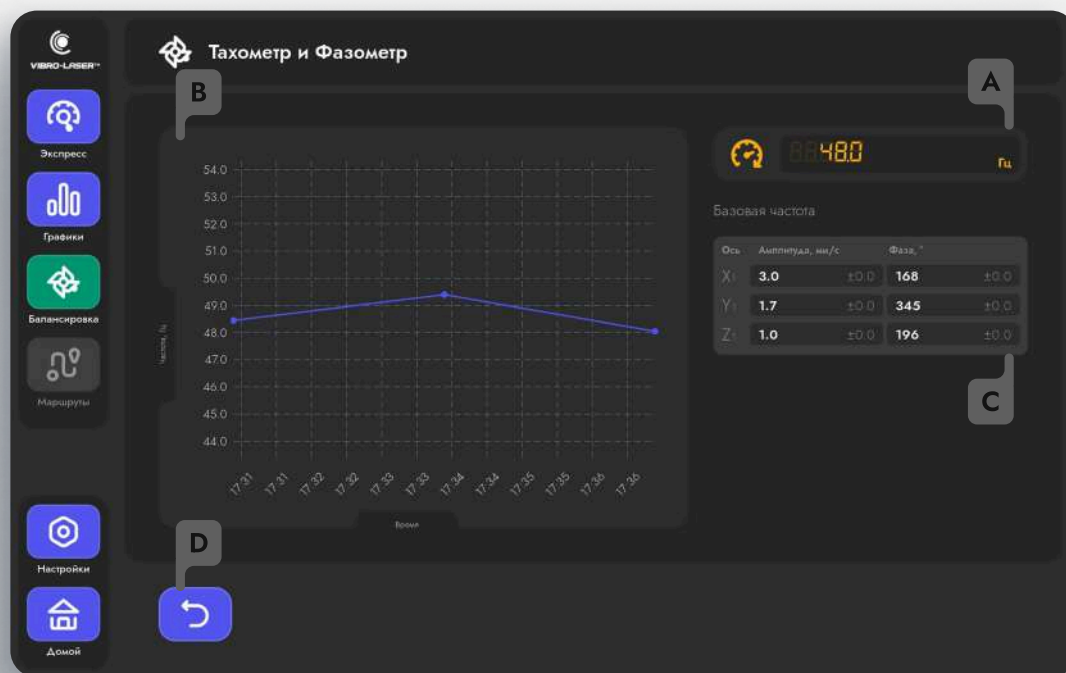 VIBRO-LASER™
Экспресс
Графики
Балансировка
Маршруты
Настройки
Домой
Тахометр и Фазометр
B
A
54.0
53.0
52.0
51.0
50.0
49.0
48.0
47.0
46.0
45.0
44.0
Частота, Гц
17:31
17:31
17:32
17:32
17:33
17:33
17:34
17:34
17:35
17:35
17:36
17:36
Время
48.0
Гц
Базовая частота
Ось Амплитуда, мм/с Фаза, °
X: 3.0 ±0.0 168 ±0.0
Y: 1.7 ±0.0 345 ±0.0
Z: 1.0 ±0.0 196 ±0.0
C
D